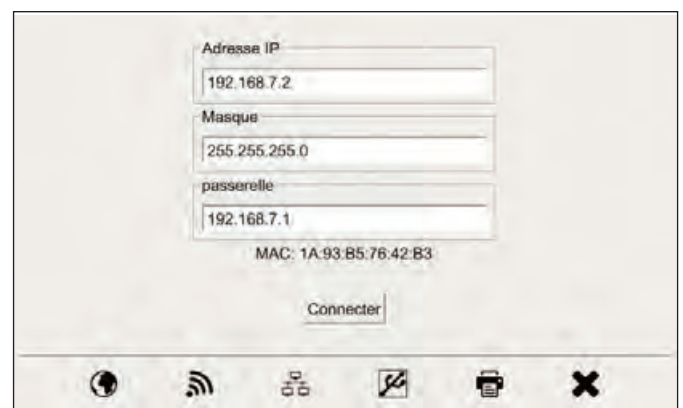 Adresse IP
192.168.7.2
Masque
255.255.255.0
passerelle
192.168.7.1
MAC: 1A:93:B5:76:42:B3
Connecter